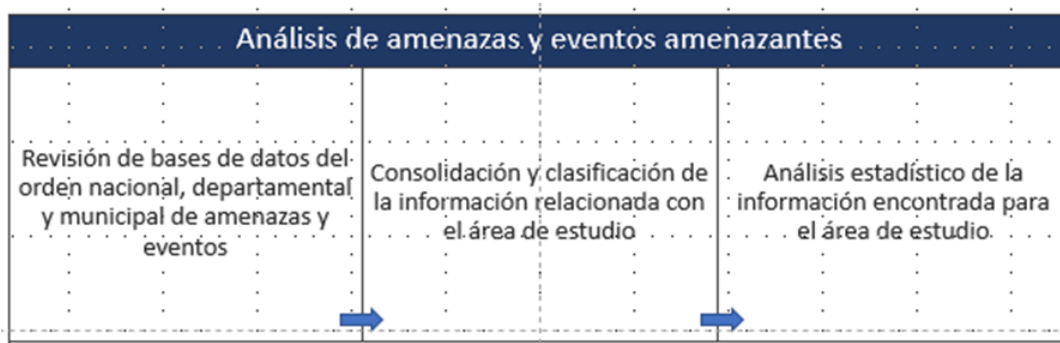 Análisis de amenazas y eventos amenazantes
Revisión de bases de datos del
orden nacional, departamental
y municipal de amenazas y
eventos
Consolidación y clasificación de
la información relacionada con
el área de estudio
Análisis estadístico de la
información encontrada para
el área de estudio